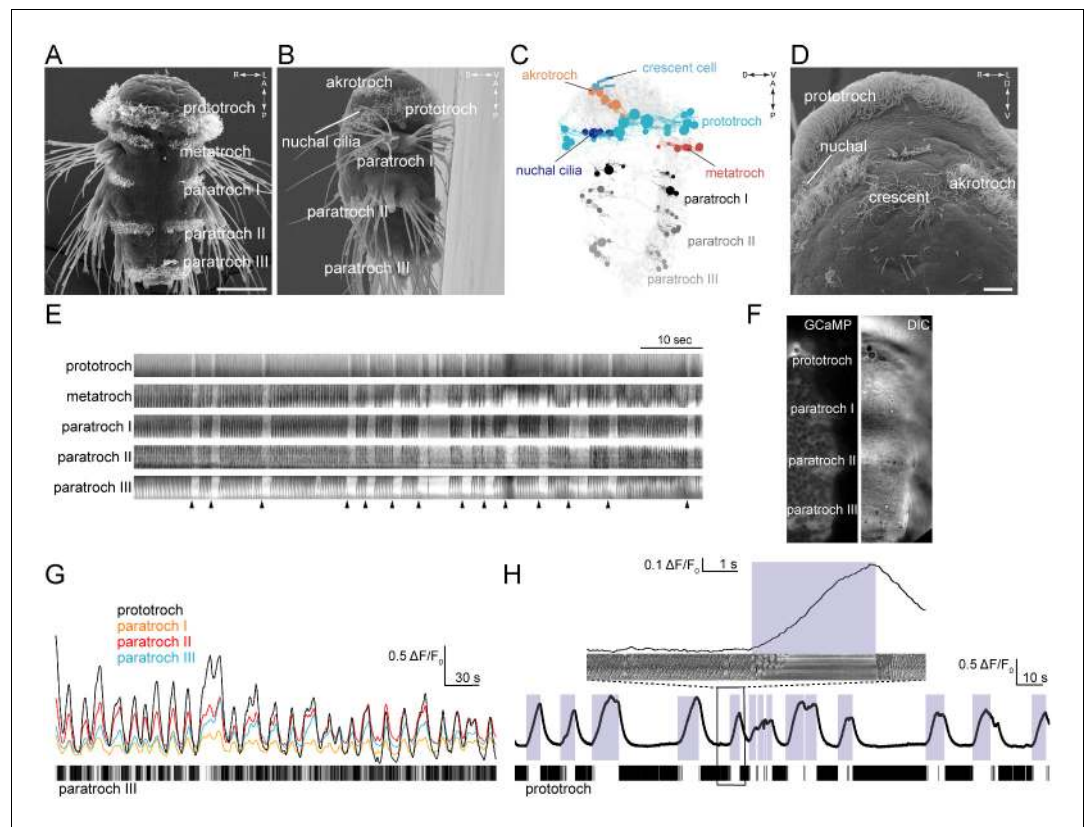 A
R L
A
P
prototroch
metatroch
paratroch I
paratroch II
paratroch III
B
D V
A
P
akrotroch
prototroch
nuchal cilia
paratroch I
paratroch II
paratroch III
C
D V
A
P
crescent cell
akrotroch
prototroch
nuchal cilia
metatroch
paratroch I
paratroch II
paratroch III
D
R L
D
V
prototroch
nuchal
crescent
akrotroch
E
10 sec
prototroch
metatroch
paratroch I
paratroch II
paratroch III
F
GCaMP
DIC
prototroch
paratroch I
paratroch II
paratroch III
G
prototroch
paratroch I
paratroch II
paratroch III
0.5 ΔF/F₀
30 s
paratroch III
H
0.1 ΔF/F₀ 1 s
0.5 ΔF/F₀
10 s
prototroch